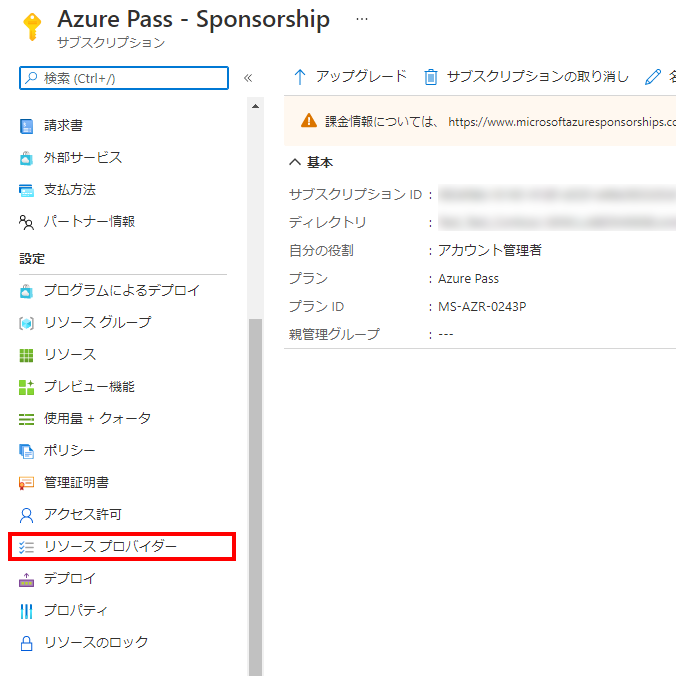 Azure Pass - Sponsorship ...
サブスクリプション
検索 (Ctrl+/)
«
請求書
外部サービス
支払方法
パートナー情報
設定
プログラムによるデプロイ
リソース グループ
リソース
プレビュー機能
使用量 + クォータ
ポリシー
管理証明書
アクセス許可
リソース プロバイダー
デプロイ
プロパティ
リソースのロック
アップグレード サブスクリプションの取り消し
課金情報については、 https://www.microsoftazuresponsorships.co
基本
サブスクリプション ID :
ディレクトリ :
自分の役割 : アカウント管理者
プラン : Azure Pass
プラン ID : MS-AZR-0243P
親管理グループ : ---